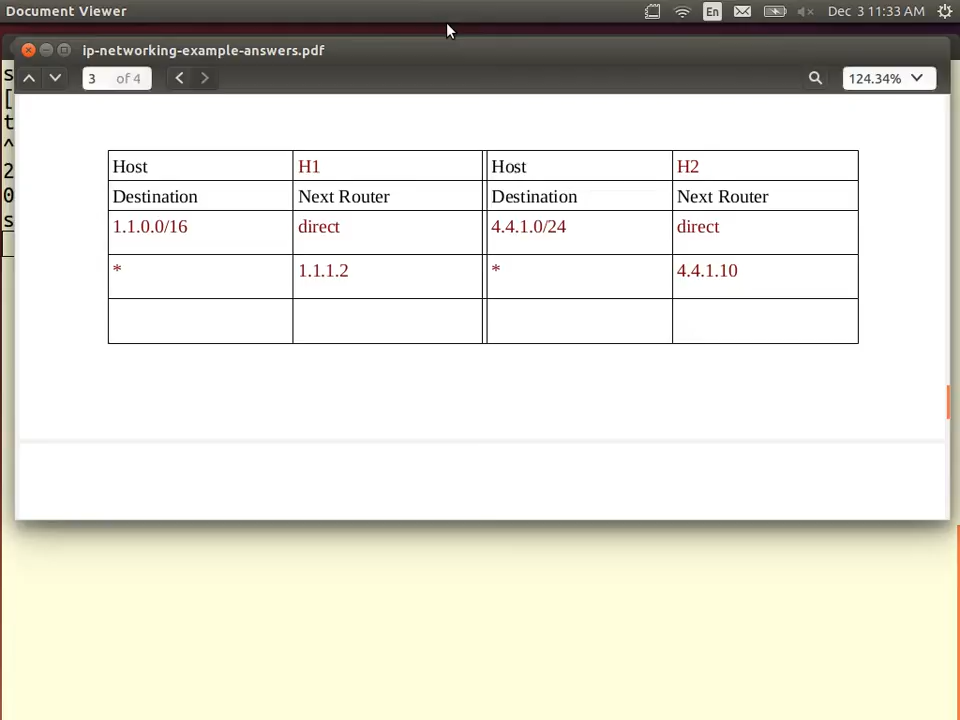 Document Viewer
En
Dec 3 11:33 AM
ip-networking-example-answers.pdf
3 of 4
124.34%
s
[
t
^
2
0
s
Host H1 Host H2
Destination Next Router Destination Next Router
1.1.0.0/16 direct 4.4.1.0/24 direct
* 1.1.1.2 * 4.4.1.10